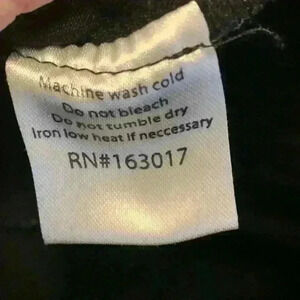 Machine wash cold
Do not bleach
Do not tumble dry
Iron low heat if neccessary
RN#163017